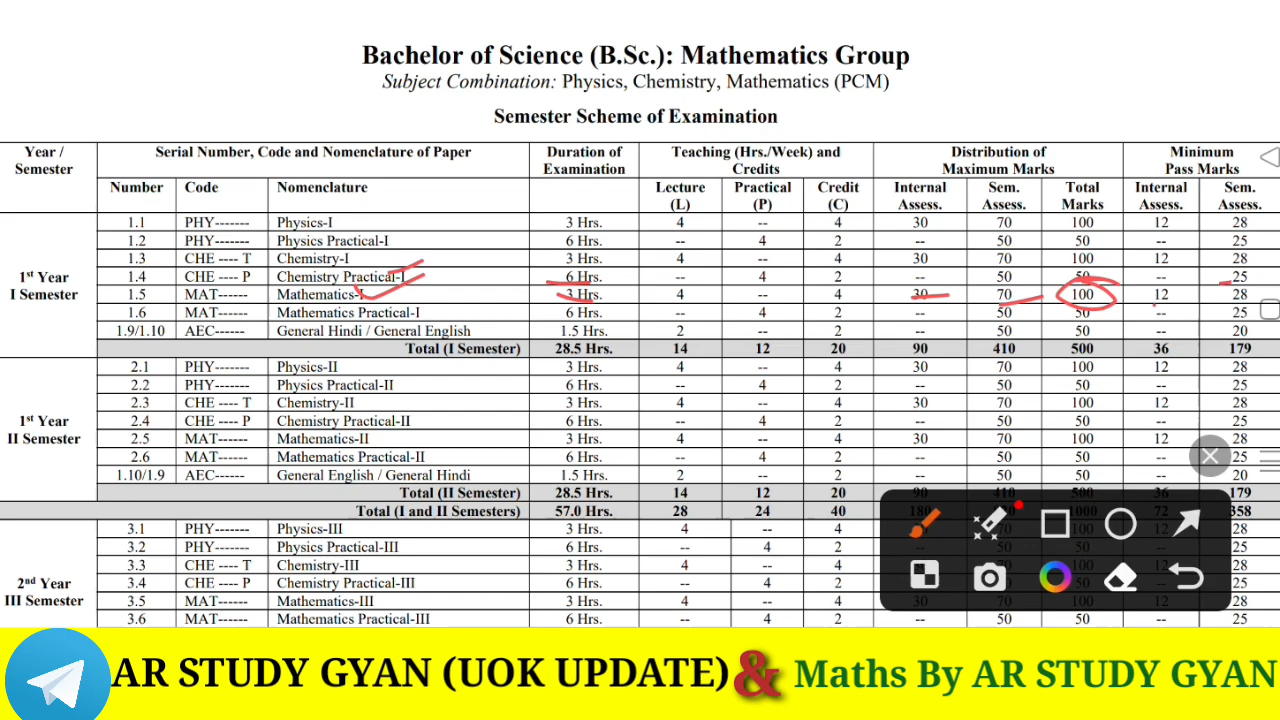 Bachelor of Science (B.Sc.): Mathematics Group
Subject Combination: Physics, Chemistry, Mathematics (PCM)
Semester Scheme of Examination
Year / Semester Serial Number, Code and Nomenclature of Paper Duration of Examination Teaching (Hrs./Week) and Credits Distribution of Maximum Marks Minimum Pass Marks
Number Code Nomenclature Lecture (L) Practical (P) Credit (C) Internal Assess. Sem. Assess. Total Marks Internal Assess. Sem. Assess.
1st Year I Semester
1.1 PHY------- Physics-I 3 Hrs. 4 -- 4 30 70 100 12 28
1.2 PHY------- Physics Practical-I 6 Hrs. -- 4 2 -- 50 50 -- 25
1.3 CHE ---- T Chemistry-I 3 Hrs. 4 -- 4 30 70 100 12 28
1.4 CHE ---- P Chemistry Practical-I 6 Hrs. -- 4 2 -- 50 50 -- 25
1.5 MAT------ Mathematics-I 3 Hrs. 4 -- 4 30 70 100 12 28
1.6 MAT------ Mathematics Practical-I 6 Hrs. -- 4 2 -- 50 50 -- 25
1.9/1.10 AEC------ General Hindi / General English 1.5 Hrs. 2 -- 2 -- 50 50 -- 20
Total (I Semester) 28.5 Hrs. 14 12 20 90 410 500 36 179
1st Year II Semester
2.1 PHY------- Physics-II 3 Hrs. 4 -- 4 30 70 100 12 28
2.2 PHY------- Physics Practical-II 6 Hrs. -- 4 2 -- 50 50 -- 25
2.3 CHE ---- T Chemistry-II 3 Hrs. 4 -- 4 30 70 100 12 28
2.4 CHE ---- P Chemistry Practical-II 6 Hrs. -- 4 2 -- 50 50 -- 25
2.5 MAT------ Mathematics-II 3 Hrs. 4 -- 4 30 70 100 12 28
2.6 MAT------ Mathematics Practical-II 6 Hrs. -- 4 2 -- 50 50 -- 25
1.10/1.9 AEC------ General English / General Hindi 1.5 Hrs. 2 -- 2 -- 50 50 -- 20
Total (II Semester) 28.5 Hrs. 14 12 20 90 410 500 36 179
Total (I and II Semesters) 57.0 Hrs. 28 24 40 180 1000 72 358
2nd Year III Semester
3.1 PHY------- Physics-III 3 Hrs. 4 -- 4 70 100 12 28
3.2 PHY------- Physics Practical-III 6 Hrs. -- 4 2 -- 50 50 -- 25
3.3 CHE ---- T Chemistry-III 3 Hrs. 4 -- 4 70 100 12 28
3.4 CHE ---- P Chemistry Practical-III 6 Hrs. -- 4 2 50 50 -- 25
3.5 MAT------ Mathematics-III 3 Hrs. 4 -- 4 30 70 100 12 28
3.6 MAT------ Mathematics Practical-III 6 Hrs. -- 4 2 -- 50 50 -- 25
AR STUDY GYAN (UOK UPDATE) & Maths By AR STUDY GYAN